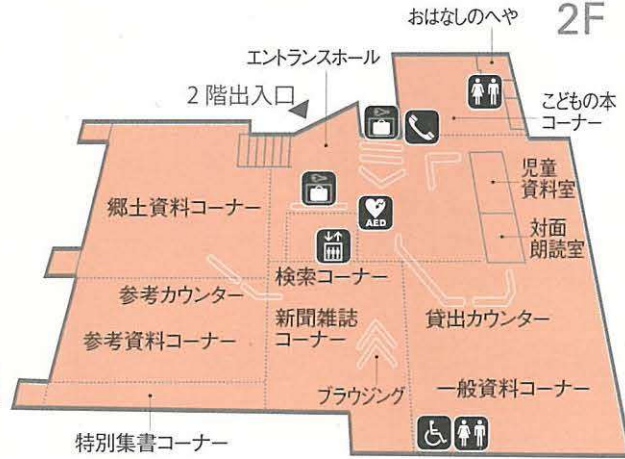 2F
おはなしのへや
エントランスホール
2階出入口
こどもの本
コーナー
児童
資料室
郷土資料コーナー
AED
対面
朗読室
検索コーナー
参考カウンター
新聞雑誌
コーナー
貸出カウンター
参考資料コーナー
ブラウジング
一般資料コーナー
特別集書コーナー